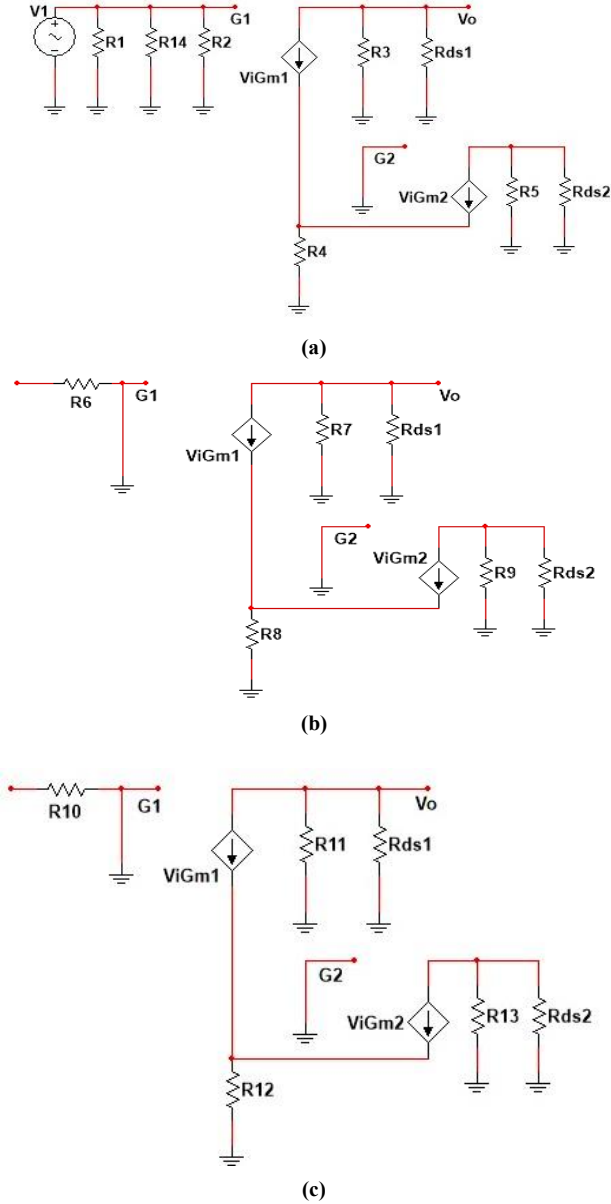 V1
G1
R1
R14
R2
Vo
ViGm1
R3
Rds1
G2
ViGm2
R5
Rds2
R4
(a)
R6
G1
Vo
ViGm1
R7
Rds1
G2
ViGm2
R9
Rds2
R8
(b)
R10
G1
Vo
ViGm1
R11
Rds1
G2
ViGm2
R13
Rds2
R12
(c)